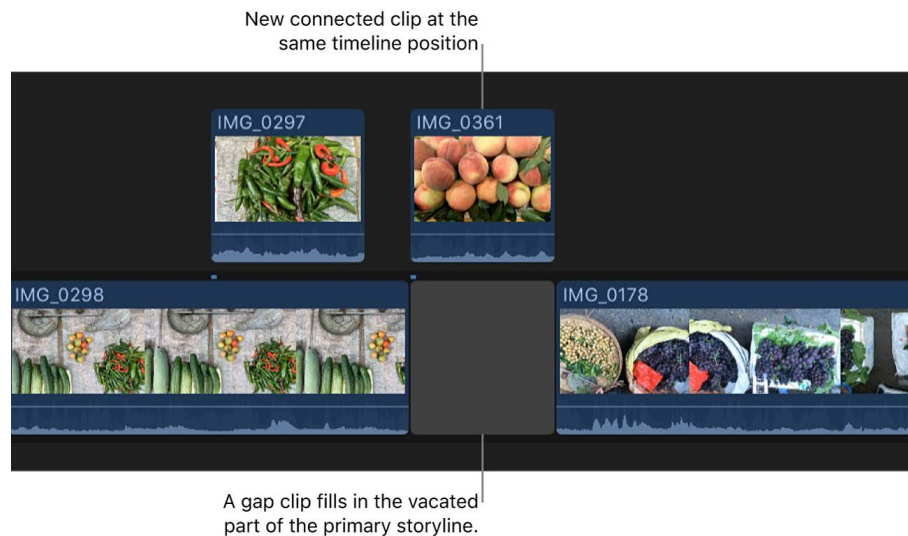 New connected clip at the
same timeline position
IMG_0297
IMG_0361
IMG_0298
IMG_0178
A gap clip fills in the vacated
part of the primary storyline.